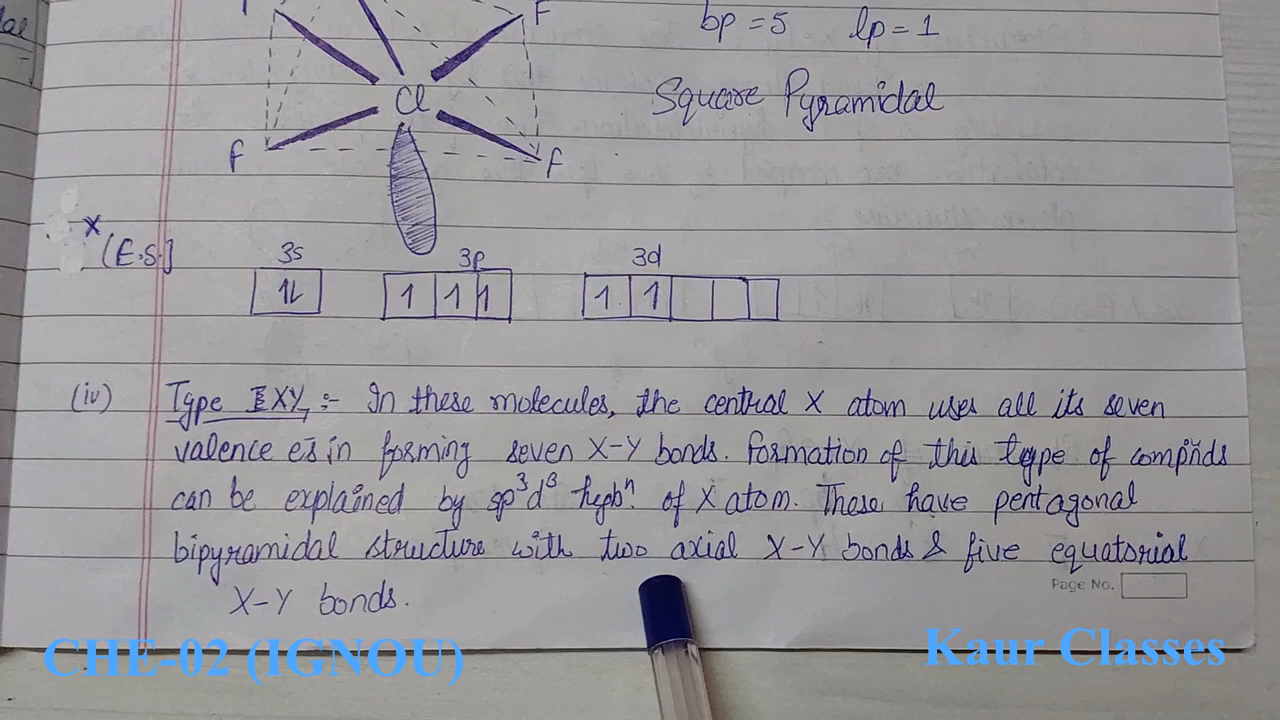 F
F
bp = 5 lp = 1
Cl
Square Pyramidal
F
F
X
(E.S.]
3s
3p
3d
1L
1 1 1
1 1
(iv) Type XY7 :- In these molecules, the central X atom uses all its seven
valence es in forming seven X-Y bonds. Formation of this type of compnds
can be explained by sp³d³ hybⁿ. of X atom. These have pentagonal
bipyramidal structure with two axial X-Y bonds & five equatorial
X-Y bonds.
Page No.
CHE-02 (IGNOU)
Kaur Classes